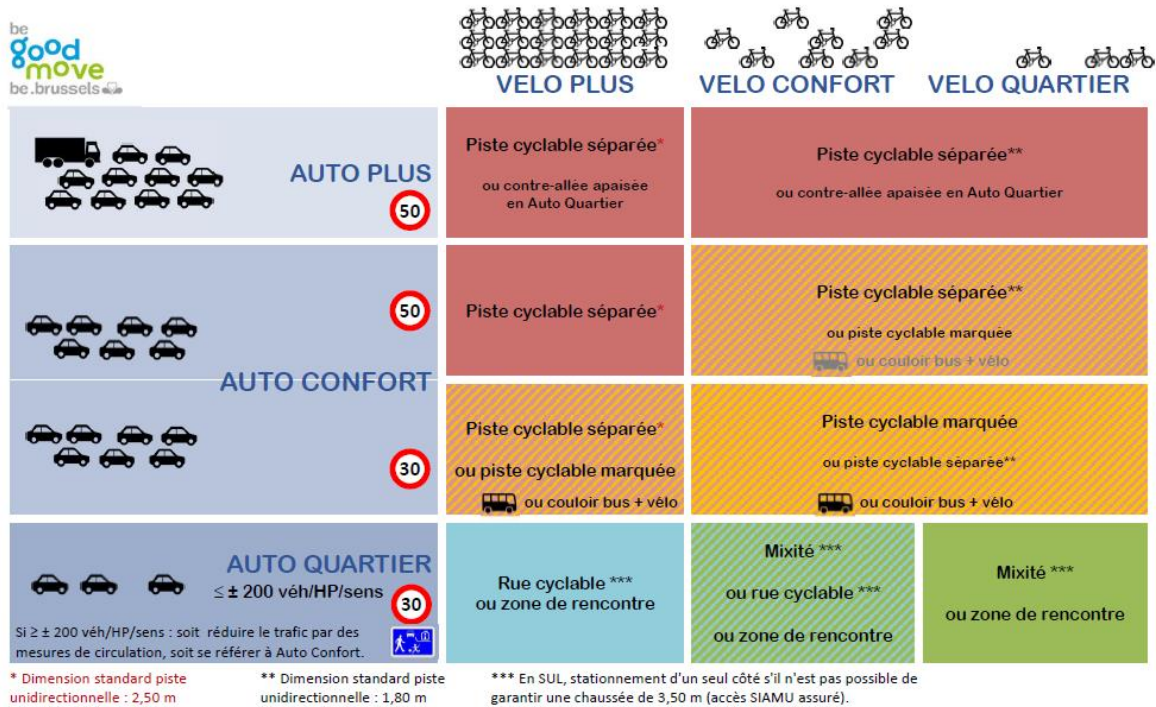 be
good
move
be.brussels
VELO PLUS
VELO CONFORT
VELO QUARTIER
AUTO PLUS
50
Piste cyclable séparée*
ou contre-allée apaisée
en Auto Quartier
Piste cyclable séparée**
ou contre-allée apaisée en Auto Quartier
AUTO CONFORT
50
Piste cyclable séparée*
Piste cyclable séparée**
ou piste cyclable marquée
ou couloir bus + vélo
30
Piste cyclable séparée*
ou piste cyclable marquée
ou couloir bus + vélo
Piste cyclable marquée
ou piste cyclable séparée**
ou couloir bus + vélo
AUTO QUARTIER
≤ ± 200 véh/HP/sens
30
Si ≥ ± 200 véh/HP/sens : soit réduire le trafic par des
mesures de circulation, soit se référer à Auto Confort.
Rue cyclable ***
ou zone de rencontre
Mixité ***
ou rue cyclable ***
ou zone de rencontre
Mixité ***
ou zone de rencontre
* Dimension standard piste
unidirectionnelle : 2,50 m
** Dimension standard piste
unidirectionnelle : 1,80 m
*** En SUL, stationnement d'un seul côté s'il n'est pas possible de
garantir une chaussée de 3,50 m (accès SIAMU assuré).